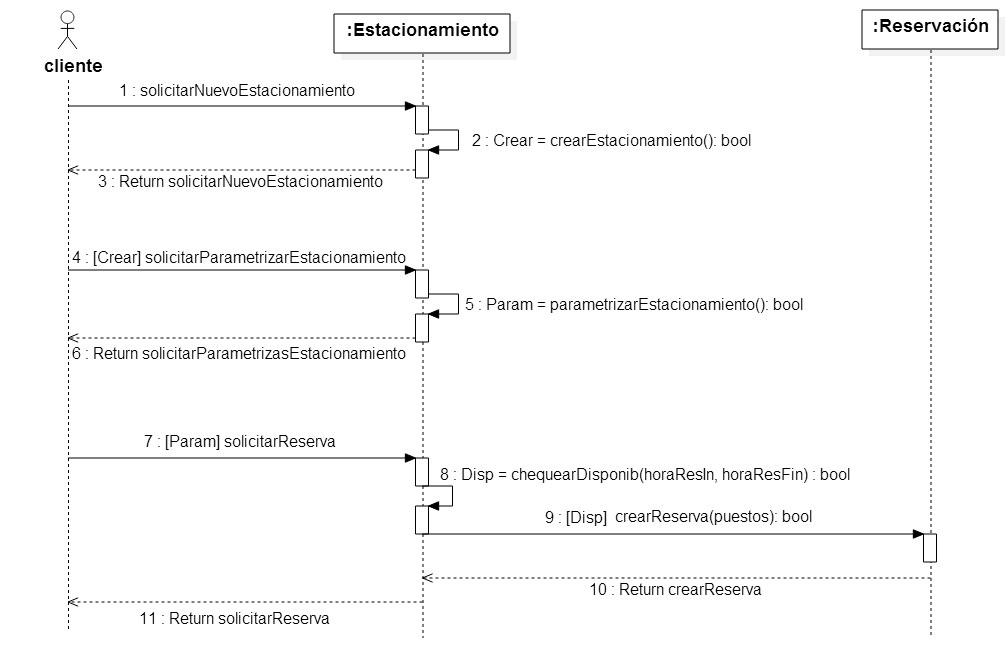 :Estacionamiento
:Reservación
cliente
1 : solicitarNuevoEstacionamiento
2 : Crear = crearEstacionamiento(): bool
3 : Return solicitarNuevoEstacionamiento
4 : [Crear] solicitarParametrizarEstacionamiento
5 : Param = parametrizarEstacionamiento(): bool
6 : Return solicitarParametrizasEstacionamiento
7 : [Param] solicitarReserva
8 : Disp = chequearDisponib(horaResIn, horaResFin) : bool
9 : [Disp] crearReserva(puestos): bool
10 : Return crearReserva
11 : Return solicitarReserva